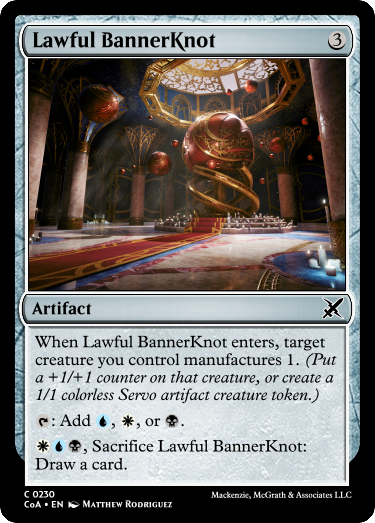 Lawful BannerKnot 3
Artifact
When Lawful BannerKnot enters, target
creature you control manufactures 1. (Put
a +1/+1 counter on that creature, or create a
1/1 colorless Servo artifact creature token.)
: Add , , or .
, Sacrifice Lawful BannerKnot:
Draw a card.
C 0230
CoA • EN Matthew Rodriguez
Mackenzie, McGrath & Associates LLC